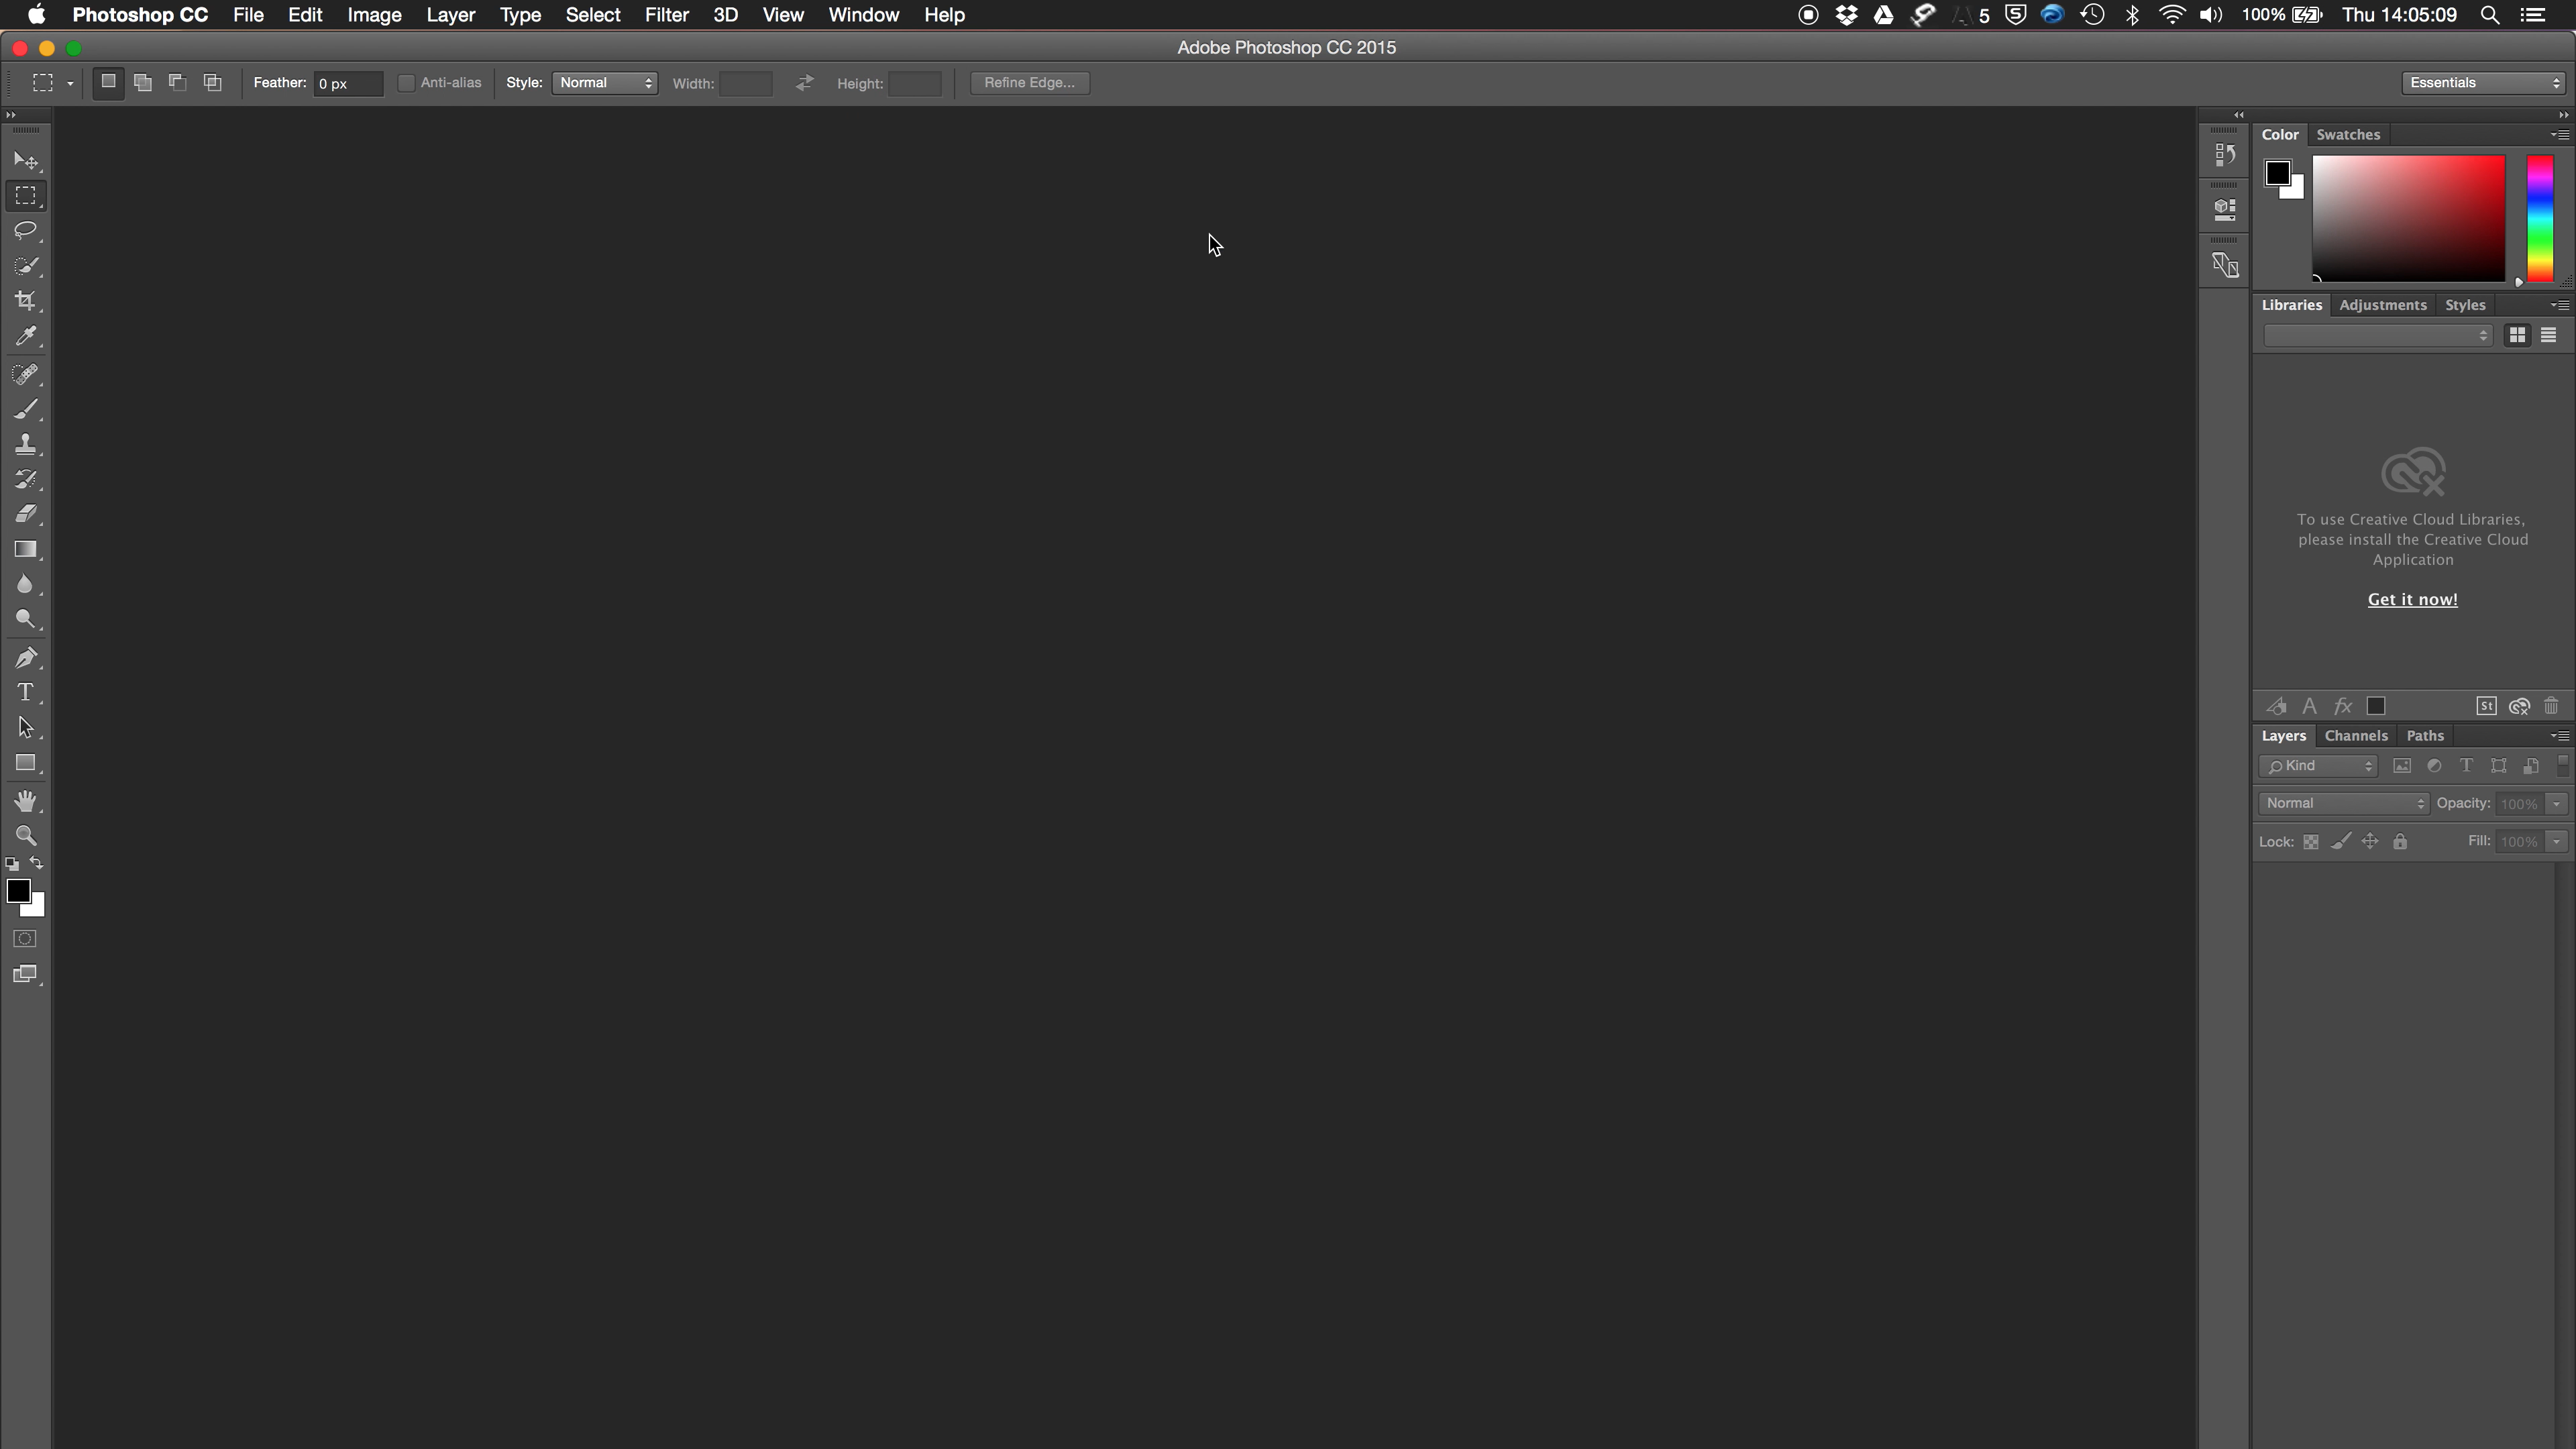 Photoshop CC File Edit Image Layer Type Select Filter 3D View Window Help 5 100% Thu 14:05:09
Adobe Photoshop CC 2015
Feather: 0 px Anti-alias Style: Normal Width: Height: Refine Edge... Essentials
Color Swatches
Libraries Adjustments Styles
To use Creative Cloud Libraries,
please install the Creative Cloud
Application
Get it now!
A fx St
Layers Channels Paths
Kind T
Normal Opacity: 100%
Lock: Fill: 100%
T